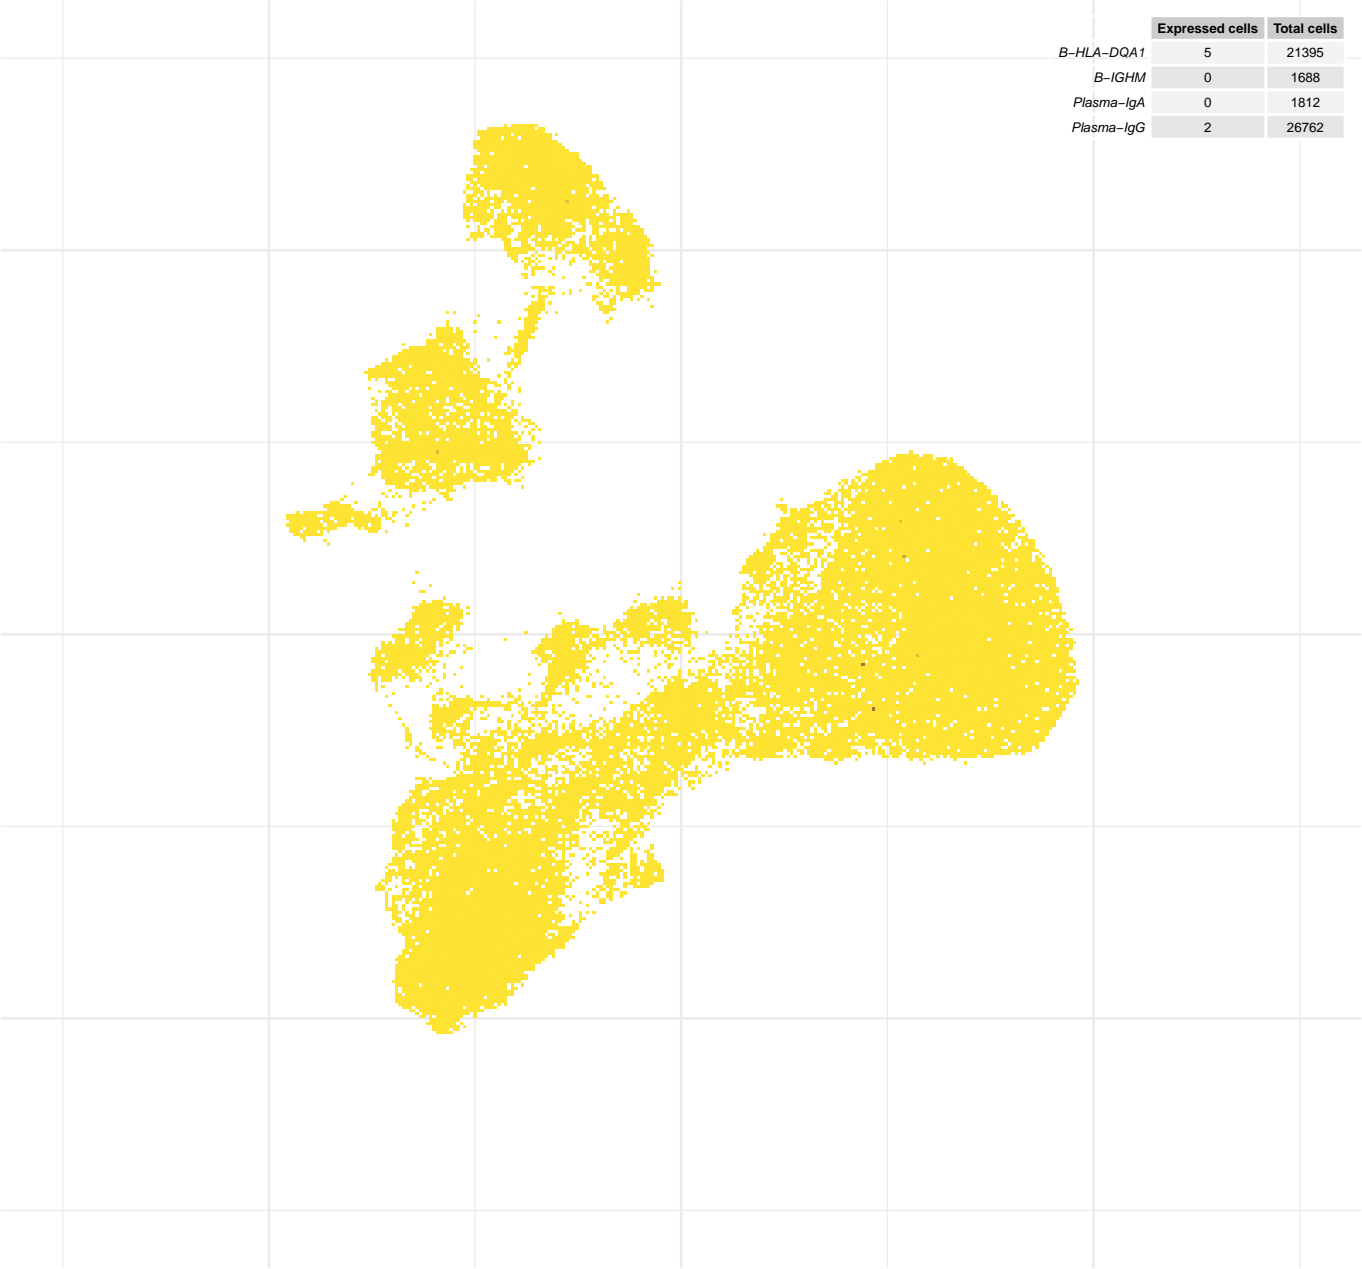 Expressed cells Total cells
B−HLA−DQA1 5 21395
B−IGHM 0 1688
Plasma−IgA 0 1812
Plasma−IgG 2 26762